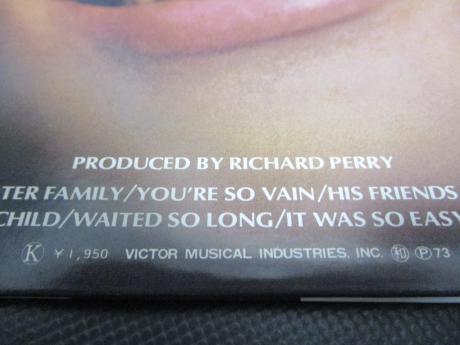 PRODUCED BY RICHARD PERRY
TER FAMILY/YOU'RE SO VAIN/HIS FRIENDS
CHILD/WAITED SO LONG/IT WAS SO EASY
Ⓚ ¥1,950 VICTOR MUSICAL INDUSTRIES, INC. ㊞ Ⓟ73